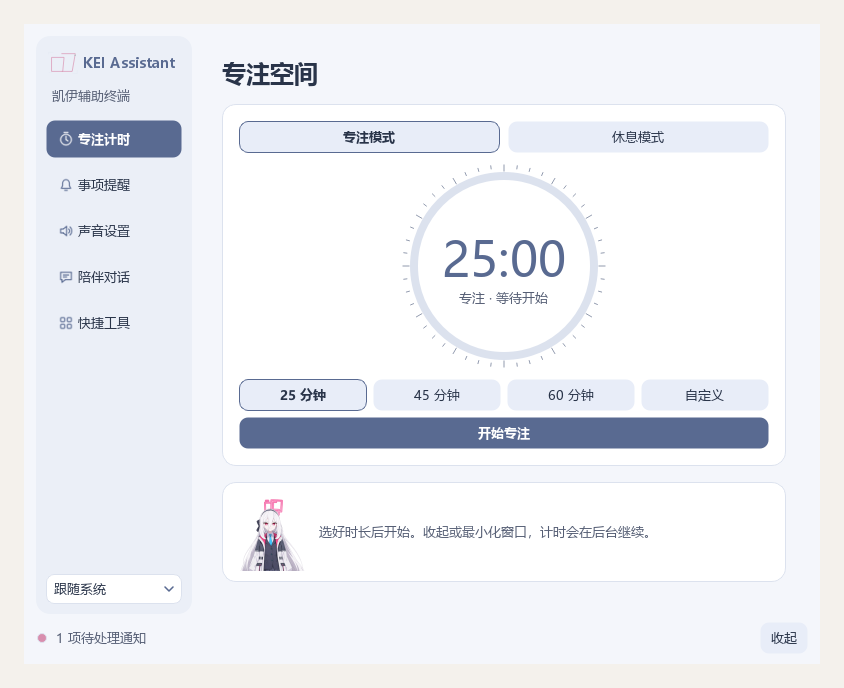 KEI Assistant
凯伊辅助终端
专注计时
事项提醒
声音设置
陪伴对话
快捷工具
跟随系统
1 项待处理通知
专注空间
专注模式
休息模式
25:00
专注 · 等待开始
25 分钟
45 分钟
60 分钟
自定义
开始专注
选好时长后开始。收起或最小化窗口，计时会在后台继续。
收起